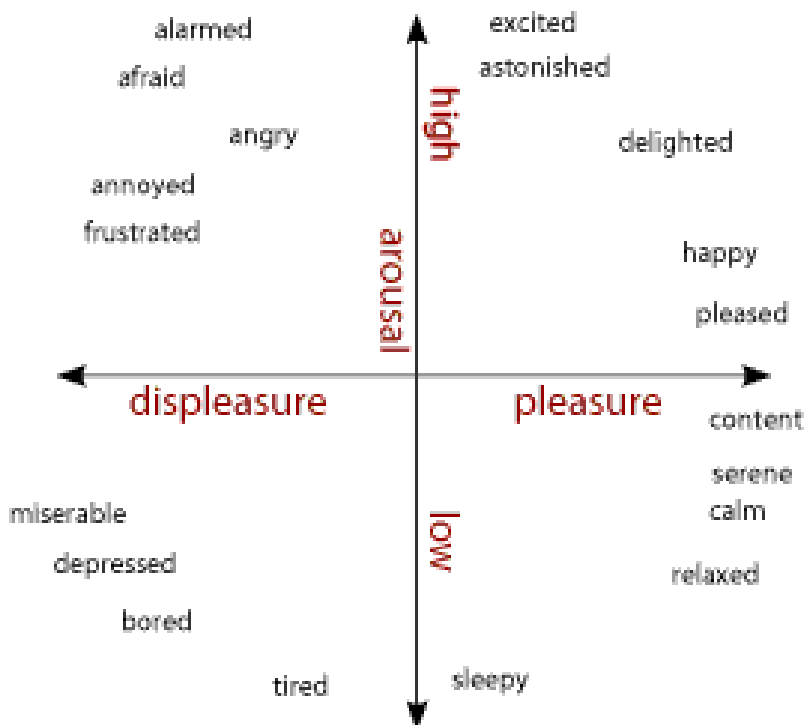 alarmed
excited
afraid
astonished
high
angry
delighted
annoyed
frustrated
arousal
happy
pleased
displeasure
pleasure
content
serene
miserable
calm
low
depressed
relaxed
bored
tired
sleepy